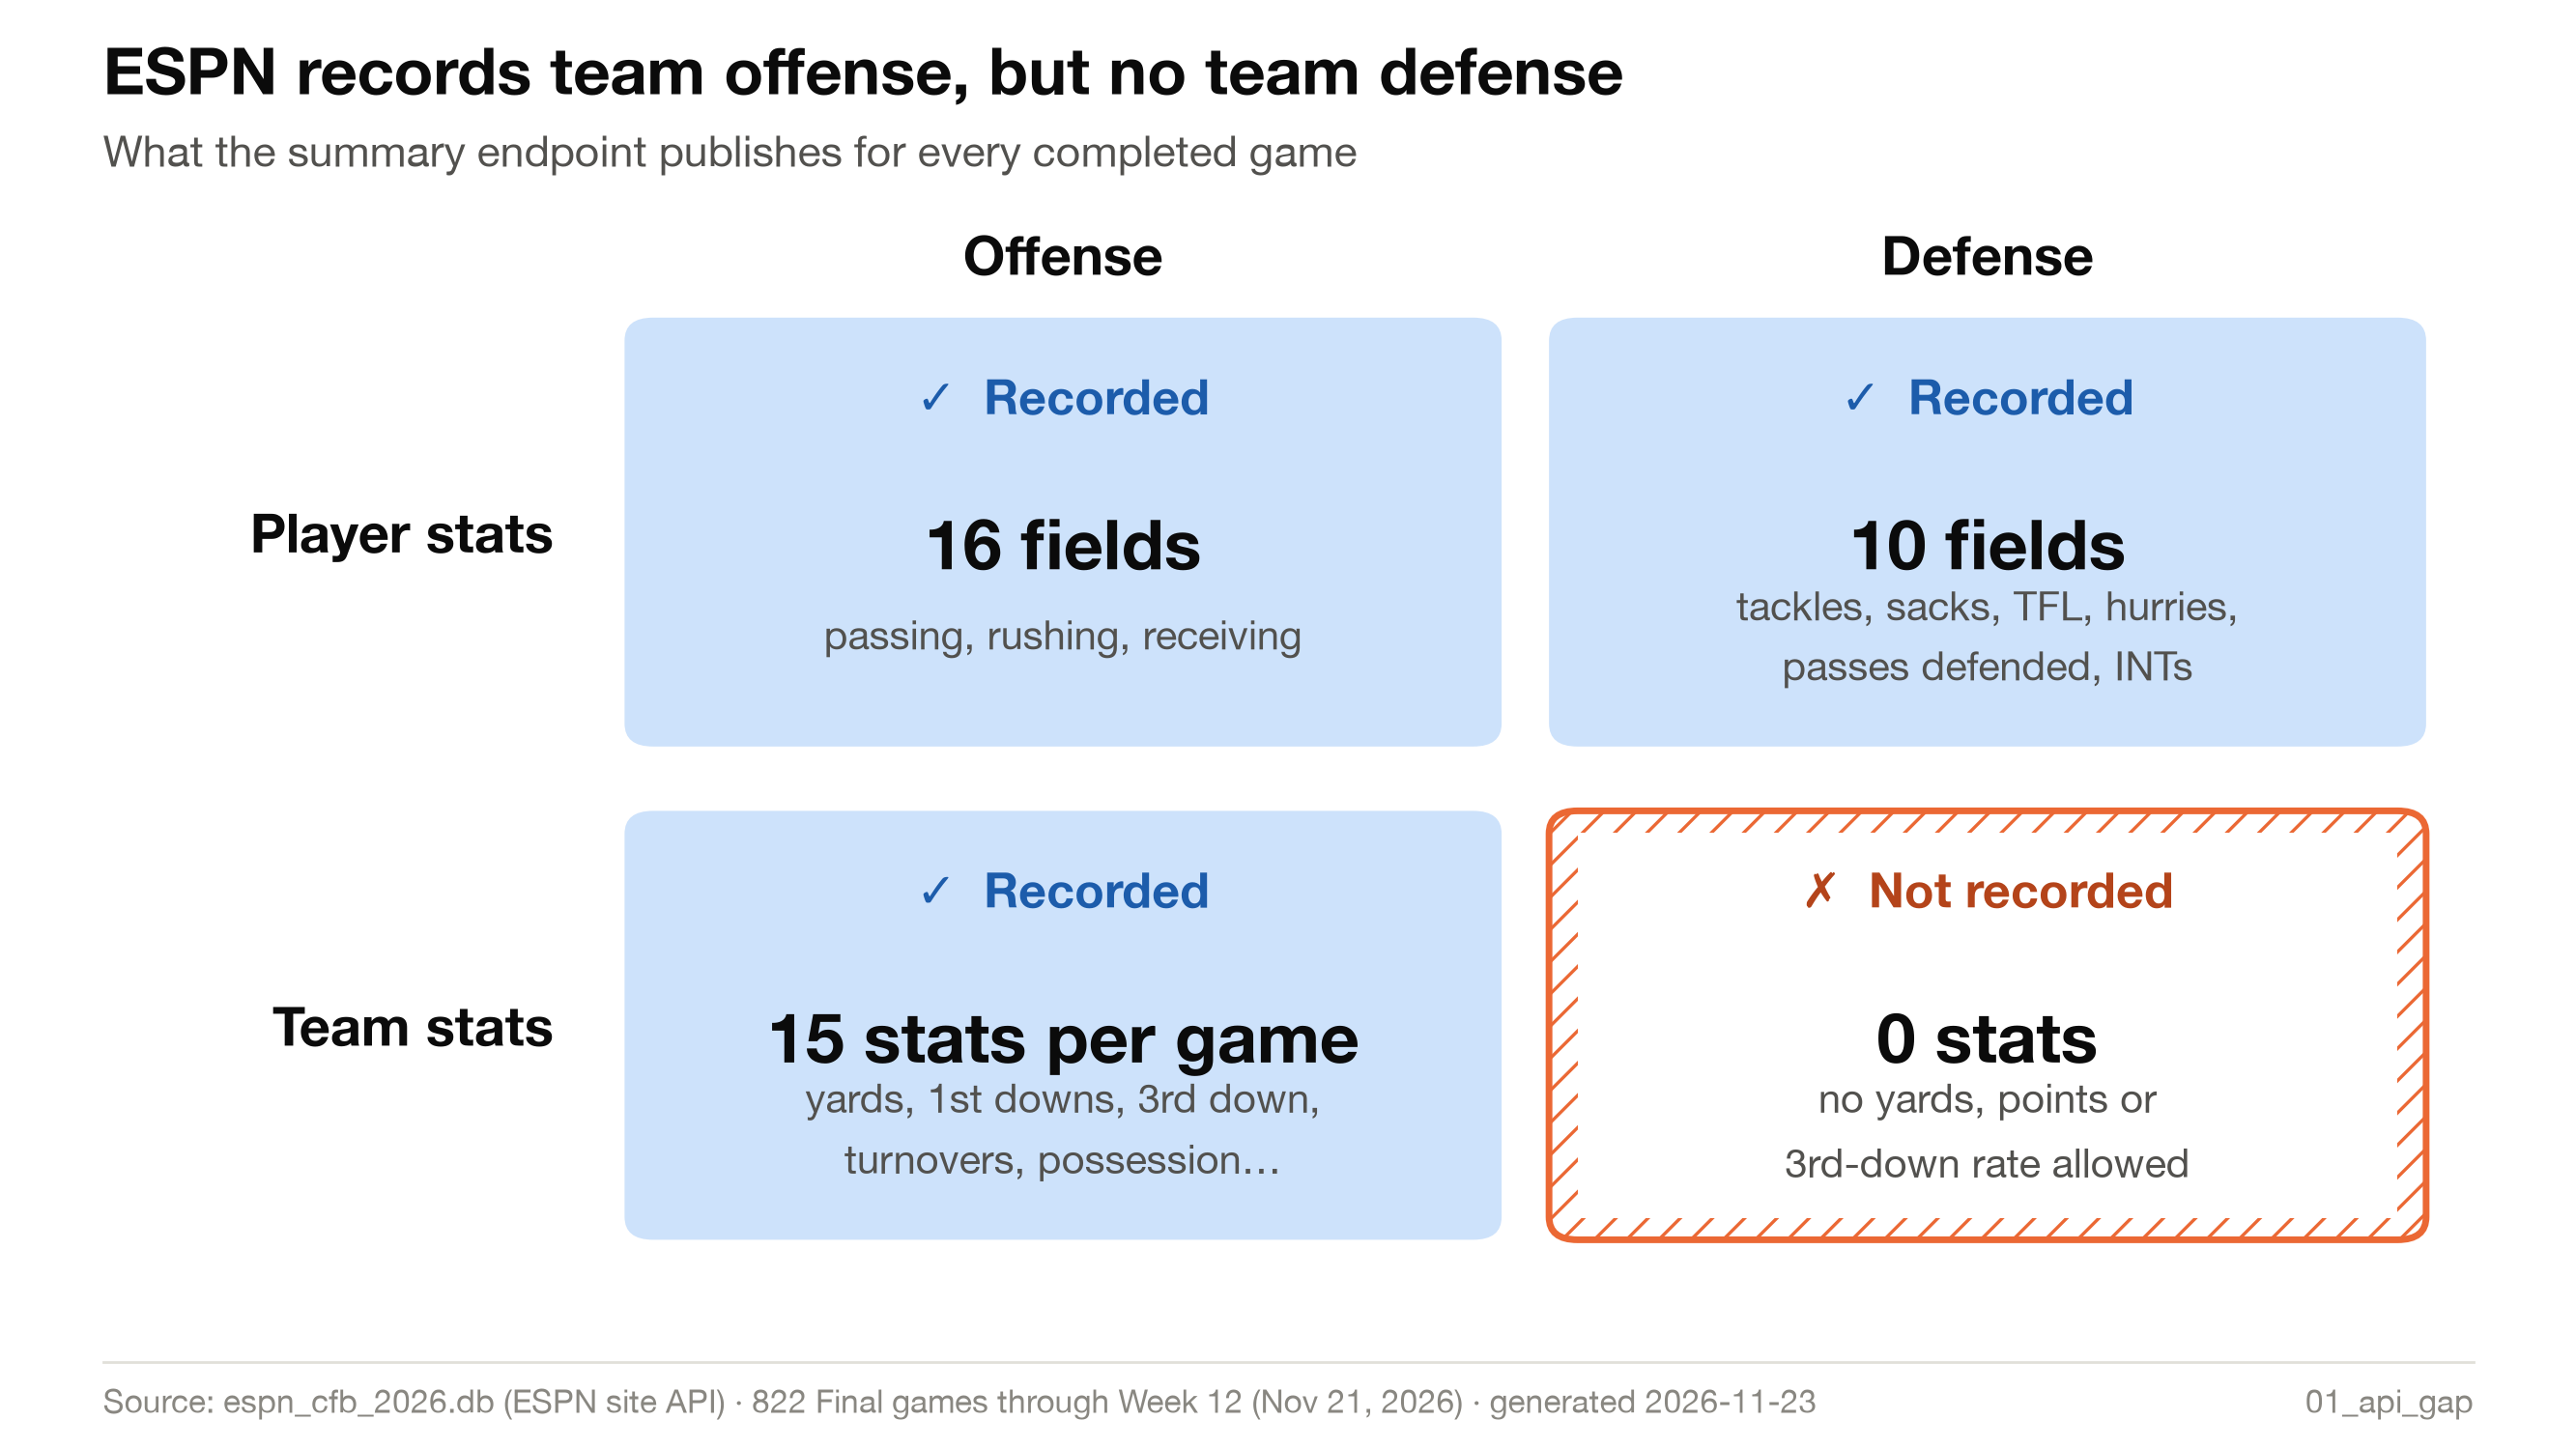 ESPN records team offense, but no team defense
What the summary endpoint publishes for every completed game
Offense
Defense
Player stats
✓ Recorded
16 fields
passing, rushing, receiving
✓ Recorded
10 fields
tackles, sacks, TFL, hurries,
passes defended, INTs
Team stats
✓ Recorded
15 stats per game
yards, 1st downs, 3rd down,
turnovers, possession…
✗ Not recorded
0 stats
no yards, points or
3rd-down rate allowed
Source: espn_cfb_2026.db (ESPN site API) · 822 Final games through Week 12 (Nov 21, 2026) · generated 2026-11-23
01_api_gap